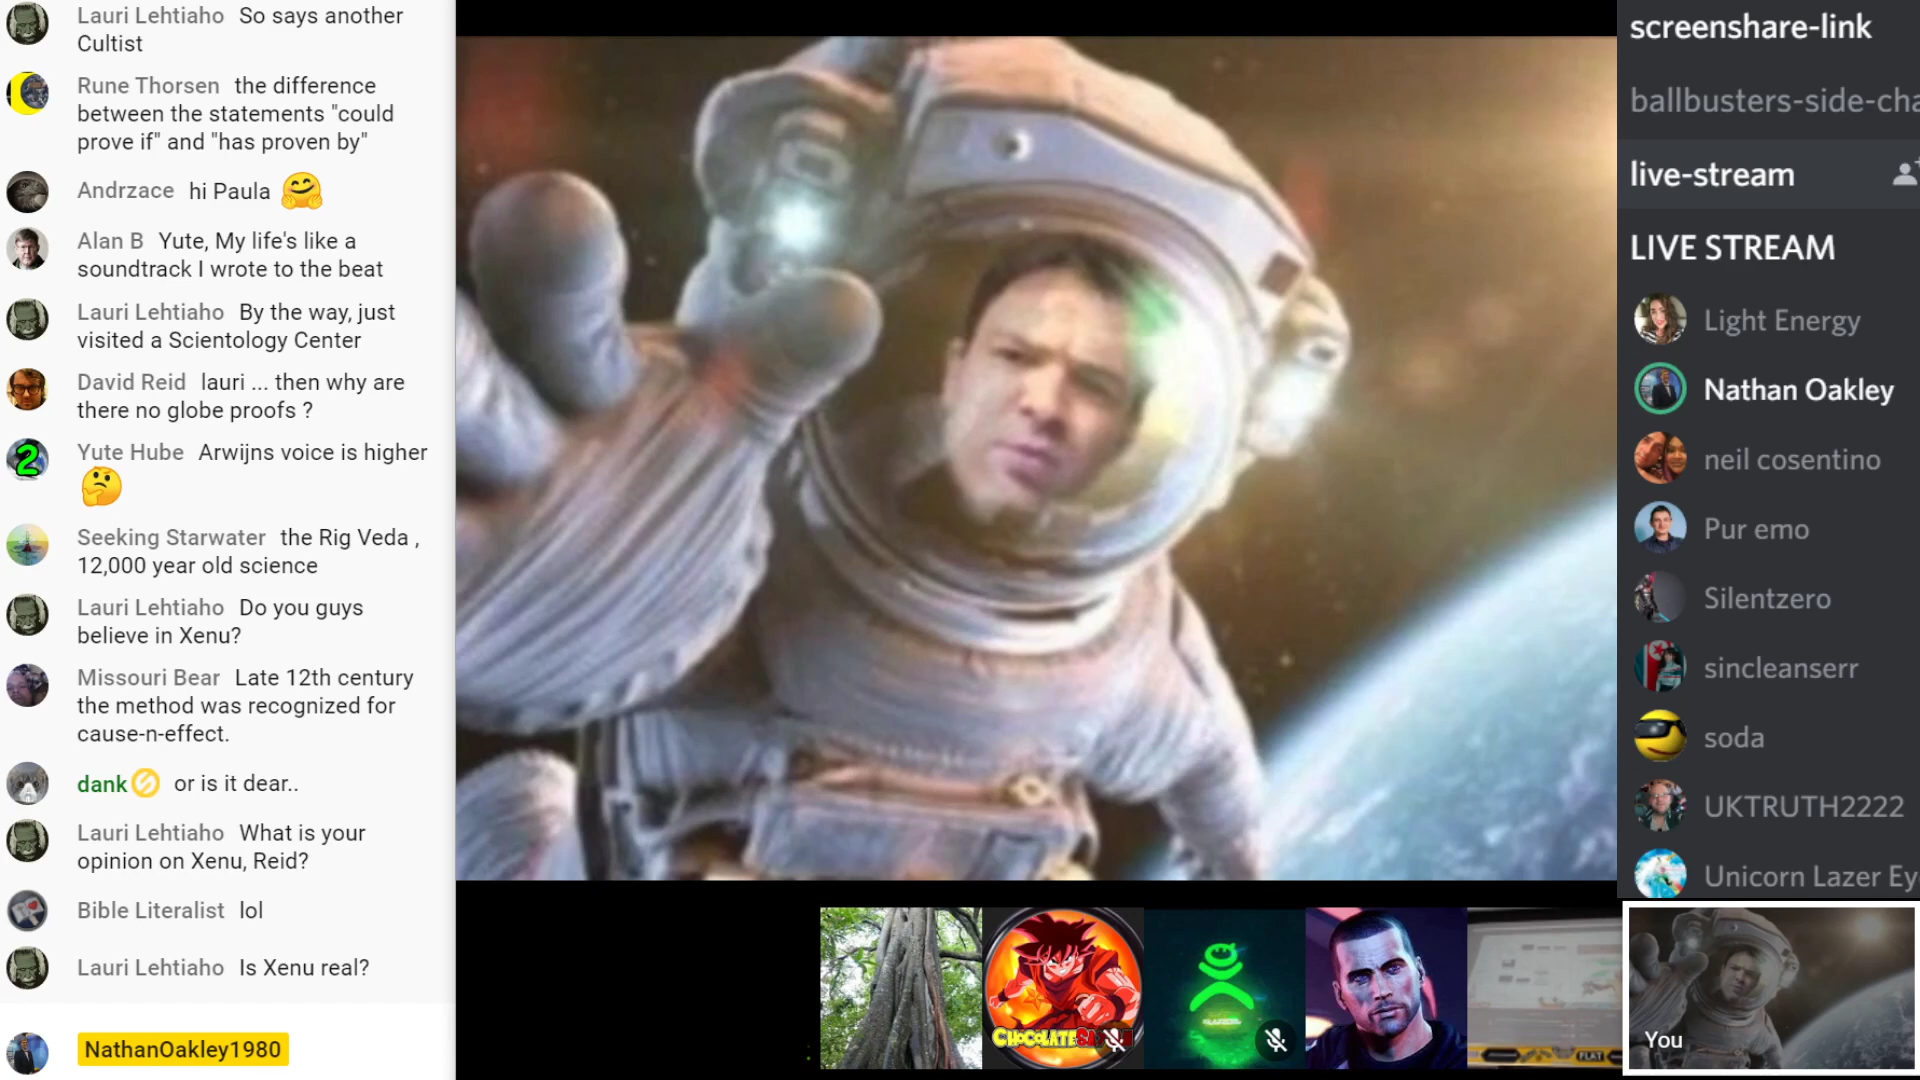 Lauri Lehtiaho So says another
Cultist
Rune Thorsen the difference
between the statements "could
prove if" and "has proven by"
Andrzace hi Paula 🤗
Alan B Yute, My life's like a
soundtrack I wrote to the beat
Lauri Lehtiaho By the way, just
visited a Scientology Center
David Reid lauri ... then why are
there no globe proofs ?
Yute Hube Arwijns voice is higher
🤔
Seeking Starwater the Rig Veda ,
12,000 year old science
Lauri Lehtiaho Do you guys
believe in Xenu?
Missouri Bear Late 12th century
the method was recognized for
cause-n-effect.
dank or is it dear..
Lauri Lehtiaho What is your
opinion on Xenu, Reid?
Bible Literalist lol
Lauri Lehtiaho Is Xenu real?
NathanOakley1980
2
CHOCOLATE
FLAT
screenshare-link
ballbusters-side-cha
live-stream
LIVE STREAM
Light Energy
Nathan Oakley
neil cosentino
Pur emo
Silentzero
sincleanserr
soda
UKTRUTH2222
Unicorn Lazer Ey
You